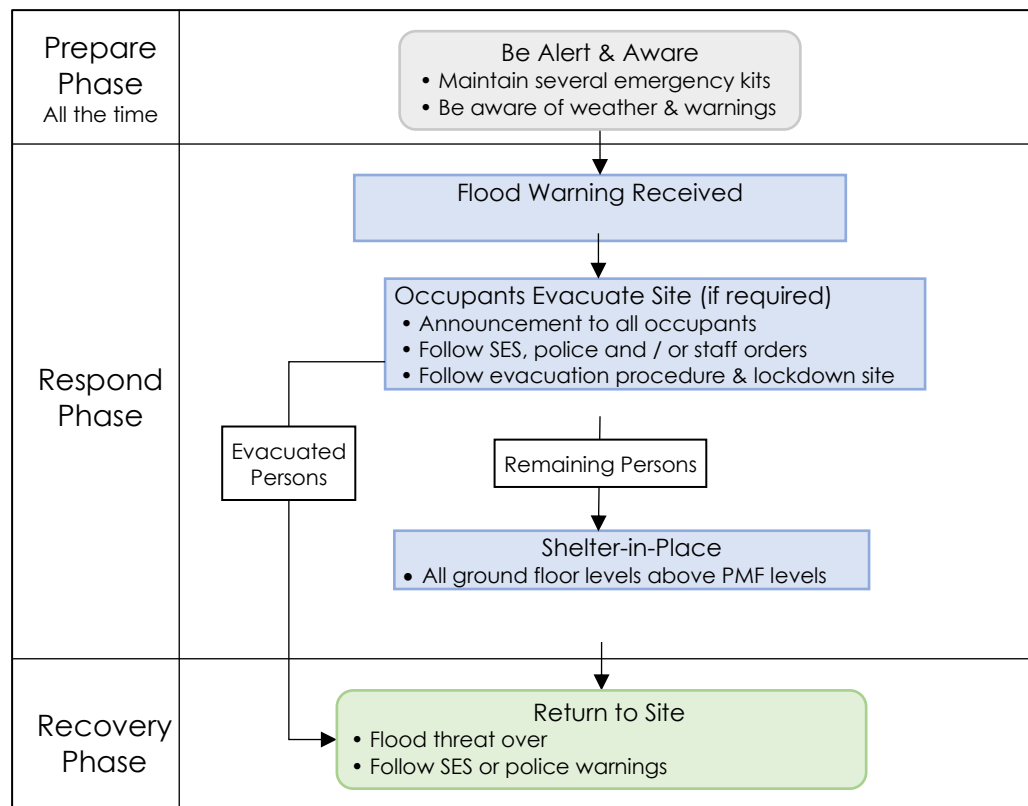 Prepare
Phase
All the time
Be Alert & Aware
• Maintain several emergency kits
• Be aware of weather & warnings
Respond
Phase
Flood Warning Received
Occupants Evacuate Site (if required)
• Announcement to all occupants
• Follow SES, police and / or staff orders
• Follow evacuation procedure & lockdown site
Evacuated
Persons
Remaining Persons
Shelter-in-Place
• All ground floor levels above PMF levels
Recovery
Phase
Return to Site
• Flood threat over
• Follow SES or police warnings